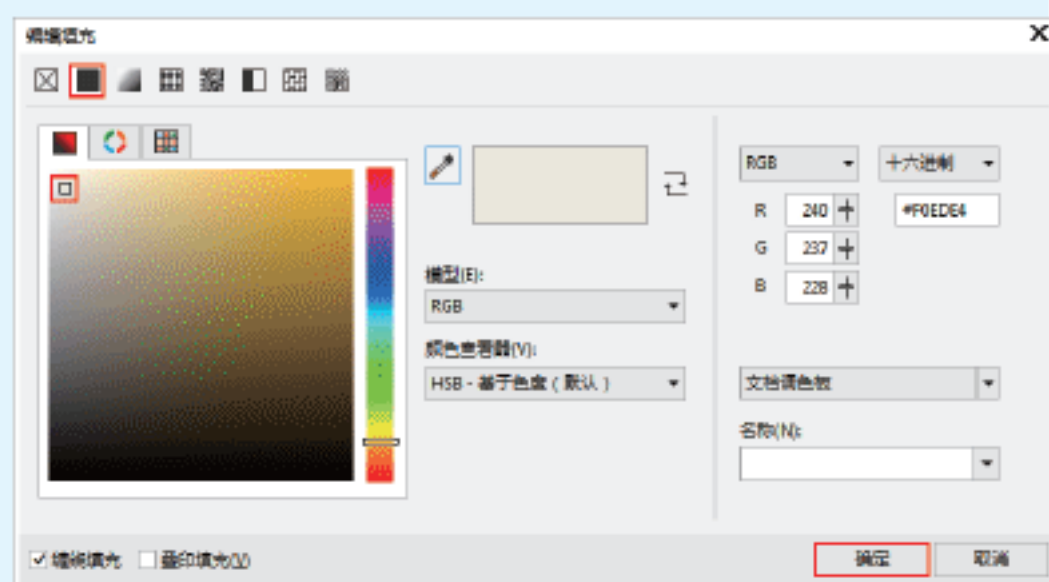 编辑填充
RGB
十六进制
R 240
#F0EDE4
G 237
B 228
模型(E):
RGB
颜色查看器(V):
HSB - 基于色度（默认）
文档调色板
名称(N):
缠绕填充
叠印填充(V)
确定
取消